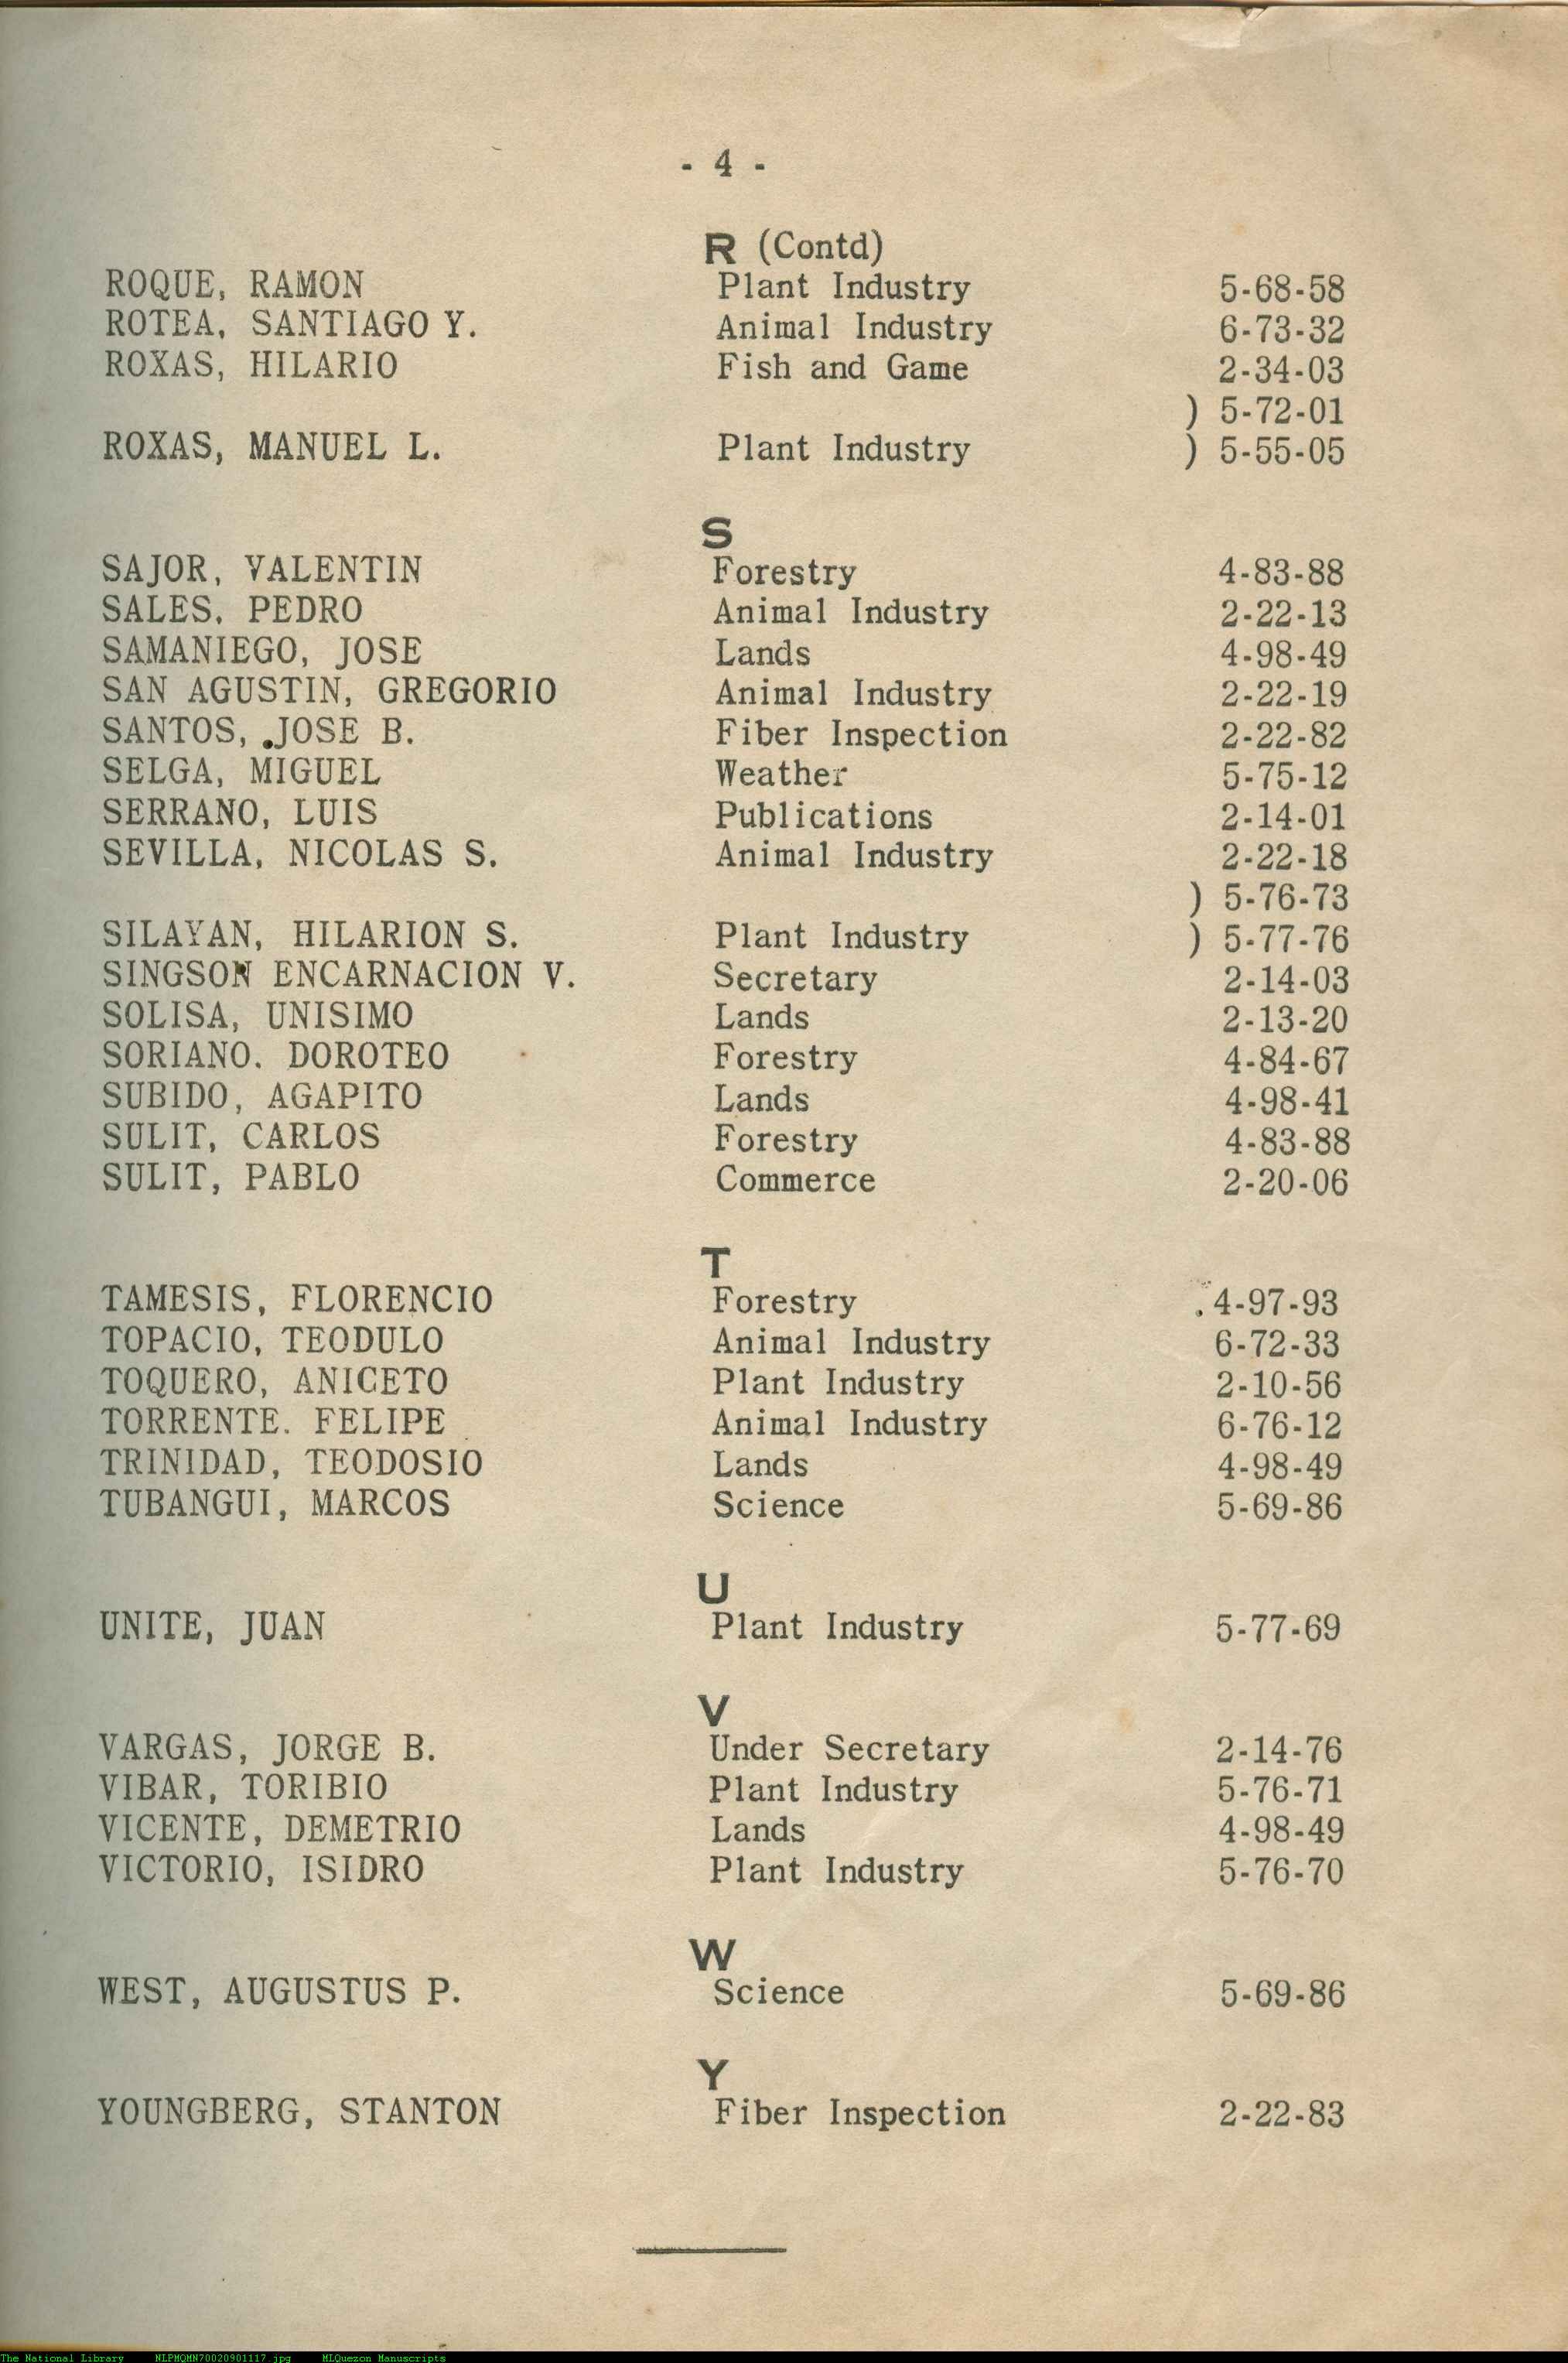 - 4 -
R (Contd)
ROQUE, RAMON Plant Industry 5-68-58
ROTEA, SANTIAGO Y. Animal Industry 6-73-32
ROXAS, HILARIO Fish and Game 2-34-03
) 5-72-01
ROXAS, MANUEL L. Plant Industry ) 5-55-05
S
SAJOR, VALENTIN Forestry 4-83-88
SALES, PEDRO Animal Industry 2-22-13
SAMANIEGO, JOSE Lands 4-98-49
SAN AGUSTIN, GREGORIO Animal Industry 2-22-19
SANTOS, JOSE B. Fiber Inspection 2-22-82
SELGA, MIGUEL Weather 5-75-12
SERRANO, LUIS Publications 2-14-01
SEVILLA, NICOLAS S. Animal Industry 2-22-18
) 5-76-73
SILAYAN, HILARION S. Plant Industry ) 5-77-76
SINGSON ENCARNACION V. Secretary 2-14-03
SOLISA, UNISIMO Lands 2-13-20
SORIANO. DOROTEO Forestry 4-84-67
SUBIDO, AGAPITO Lands 4-98-41
SULIT, CARLOS Forestry 4-83-88
SULIT, PABLO Commerce 2-20-06
T
TAMESIS, FLORENCIO Forestry 4-97-93
TOPACIO, TEODULO Animal Industry 6-72-33
TOQUERO, ANICETO Plant Industry 2-10-56
TORRENTE. FELIPE Animal Industry 6-76-12
TRINIDAD, TEODOSIO Lands 4-98-49
TUBANGUI, MARCOS Science 5-69-86
U
UNITE, JUAN Plant Industry 5-77-69
V
VARGAS, JORGE B. Under Secretary 2-14-76
VIBAR, TORIBIO Plant Industry 5-76-71
VICENTE, DEMETRIO Lands 4-98-49
VICTORIO, ISIDRO Plant Industry 5-76-70
W
WEST, AUGUSTUS P. Science 5-69-86
Y
YOUNGBERG, STANTON Fiber Inspection 2-22-83
The National Library NLPMQMN70020901117.jpg MLQuezon Manuscripts